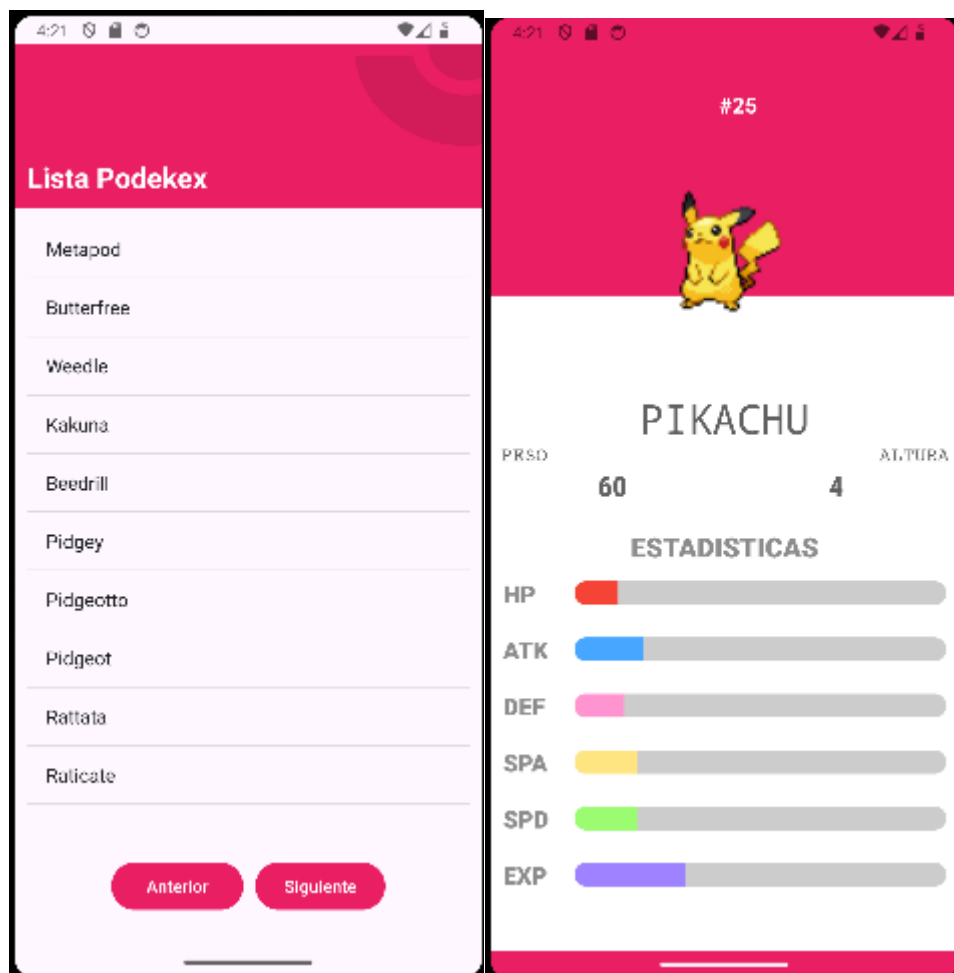 4:21
Lista Podekex
Metapod
Butterfree
Weedle
Kakuna
Beedrill
Pidgey
Pidgeotto
Pidgeot
Rattata
Raticate
Anterior Siguiente
4:21
#25
PIKACHU
PESO ALTURA
60 4
ESTADISTICAS
HP
ATK
DEF
SPA
SPD
EXP